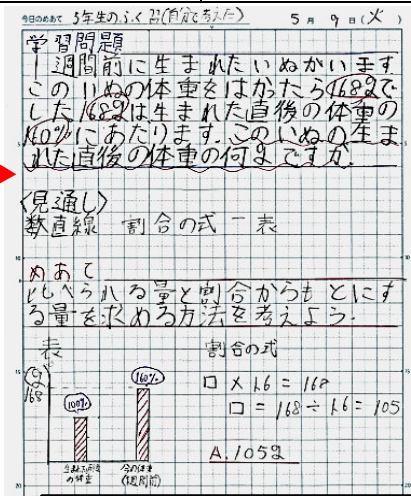 今日のめあて 5年生のふく習(自分で考えた) 5月9日(火)
学習問題
1週間前に生まれたいぬがいます
このいぬの体重をはかったら168gで
した。168gは生まれた直後の体重の
160%にあたります。このいぬの生ま
れた直後の体重の何gですか。
〈見通し〉
数直線 割合の式 表
めあて
比べられる量と割合からもとにす
る量を求める方法を考えよう。
表 割合の式
(g)
168
100%
160%
□×1.6=168
□=168÷1.6=105
A.105g
生まれた直後の体重
今の体重
(1週間前)